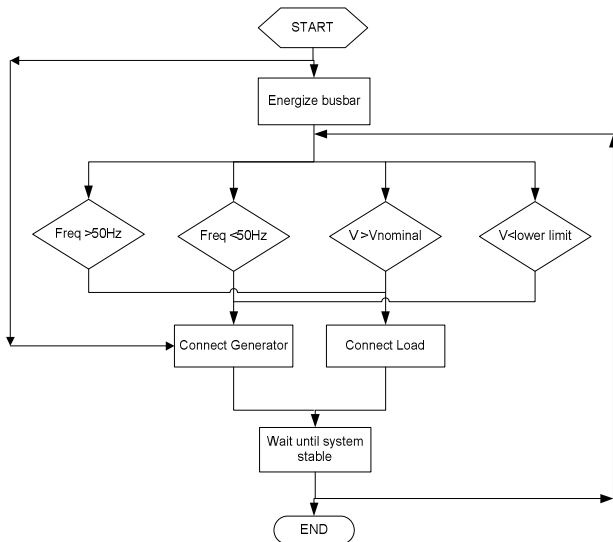 START
Energize busbar
Freq >50Hz
Freq <50Hz
V >Vnominal
V<lower limit
Connect Generator
Connect Load
Wait until system
stable
END